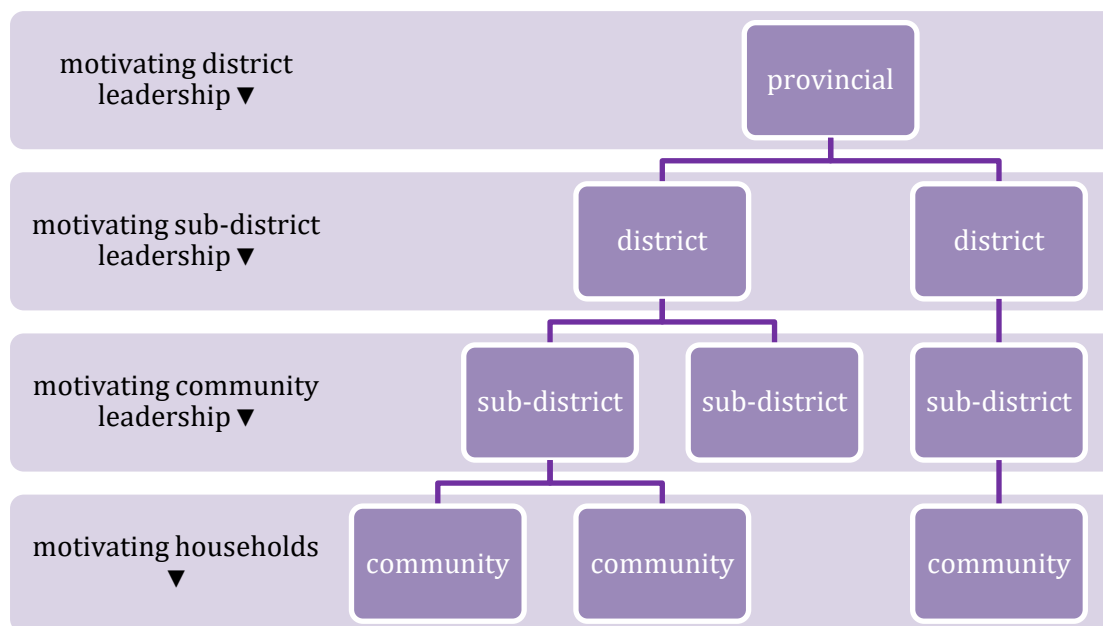 motivating district
leadership ▼
provincial
motivating sub-district
leadership ▼
district
district
motivating community
leadership ▼
sub-district
sub-district
sub-district
motivating households
▼
community
community
community